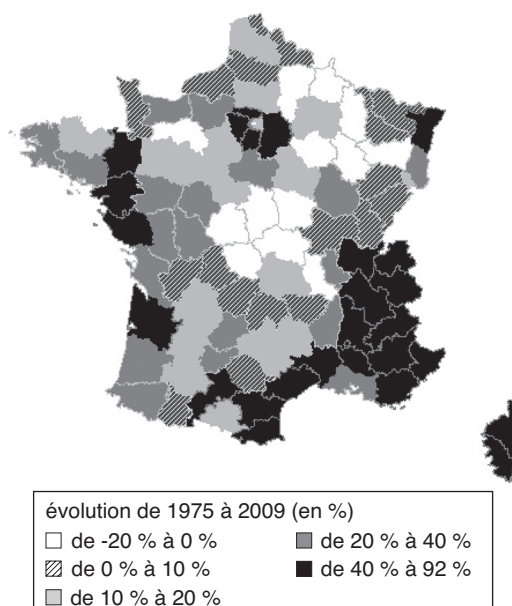 évolution de 1975 à 2009 (en %)
de -20 % à 0 %
de 20 % à 40 %
de 0 % à 10 %
de 40 % à 92 %
de 10 % à 20 %